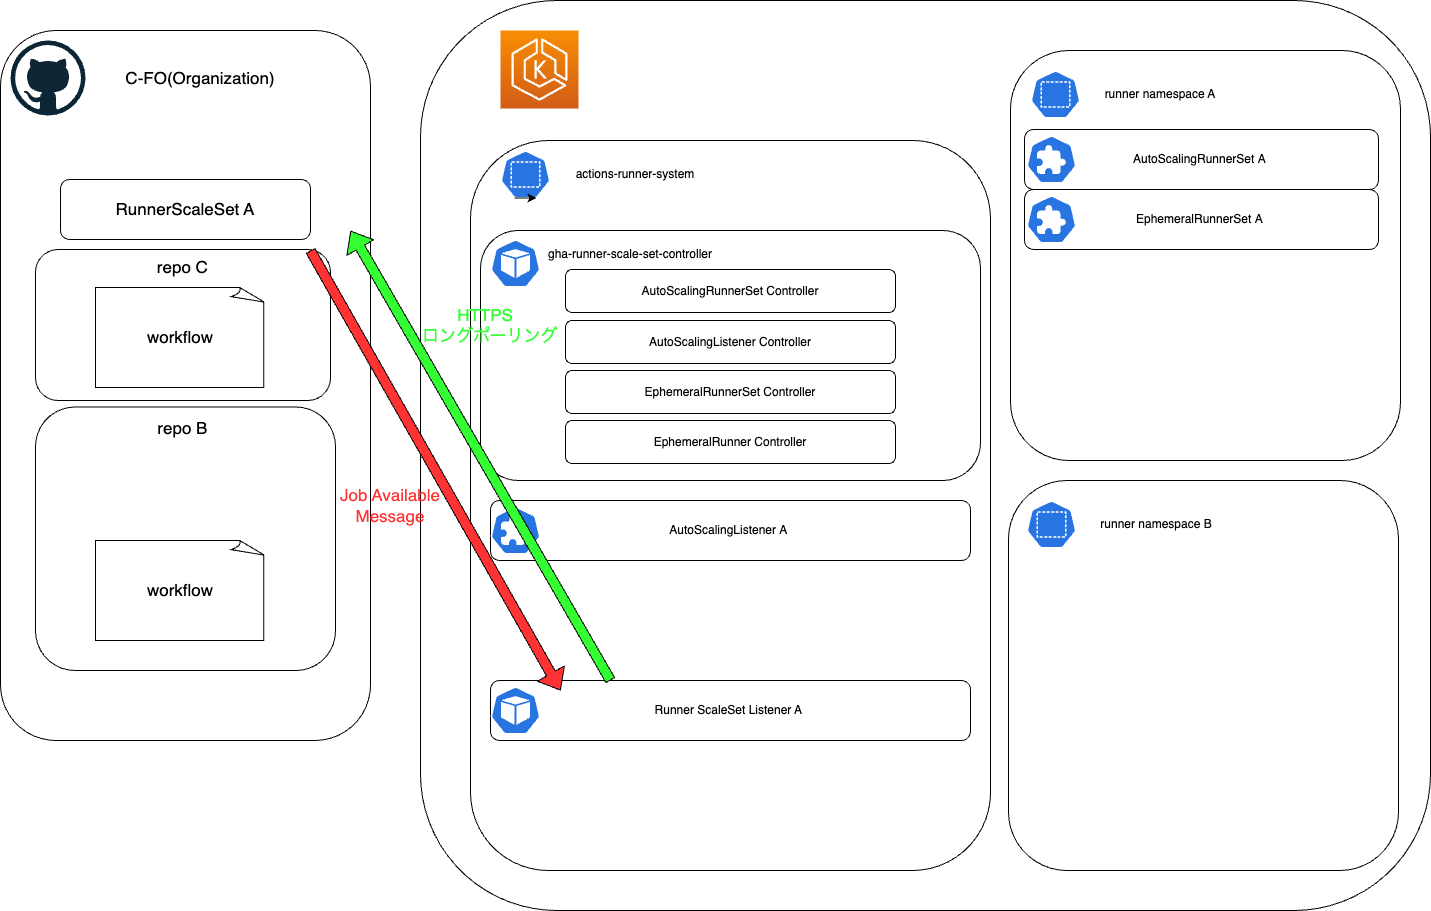 C-FO(Organization)
RunnerScaleSet A
repo C
workflow
repo B
workflow
HTTPS
ロングポーリング
Job Available
Message
K
actions-runner-system
gha-runner-scale-set-controller
AutoScalingRunnerSet Controller
AutoScalingListener Controller
EphemeralRunnerSet Controller
EphemeralRunner Controller
AutoScalingListener A
Runner ScaleSet Listener A
runner namespace A
AutoScalingRunnerSet A
EphemeralRunnerSet A
runner namespace B